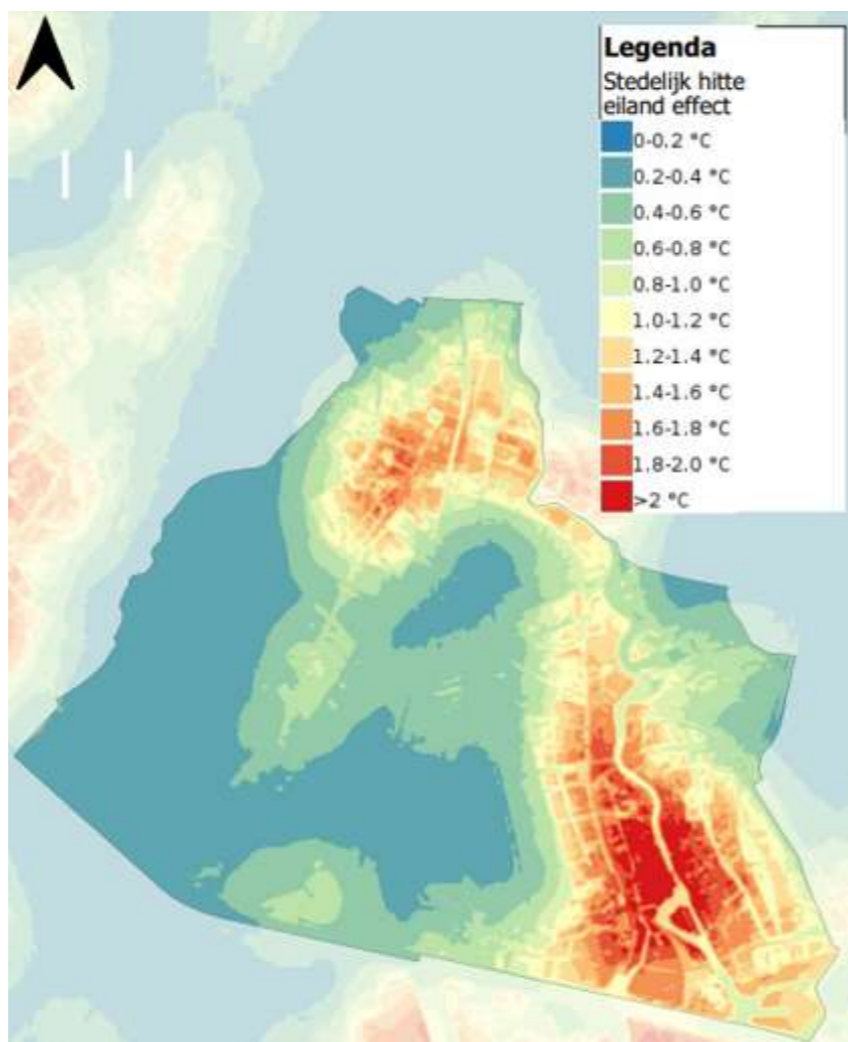 Legenda
Stedelijk hitte
eiland effect
0-0.2 °C
0.2-0.4 °C
0.4-0.6 °C
0.6-0.8 °C
0.8-1.0 °C
1.0-1.2 °C
1.2-1.4 °C
1.4-1.6 °C
1.6-1.8 °C
1.8-2.0 °C
>2 °C